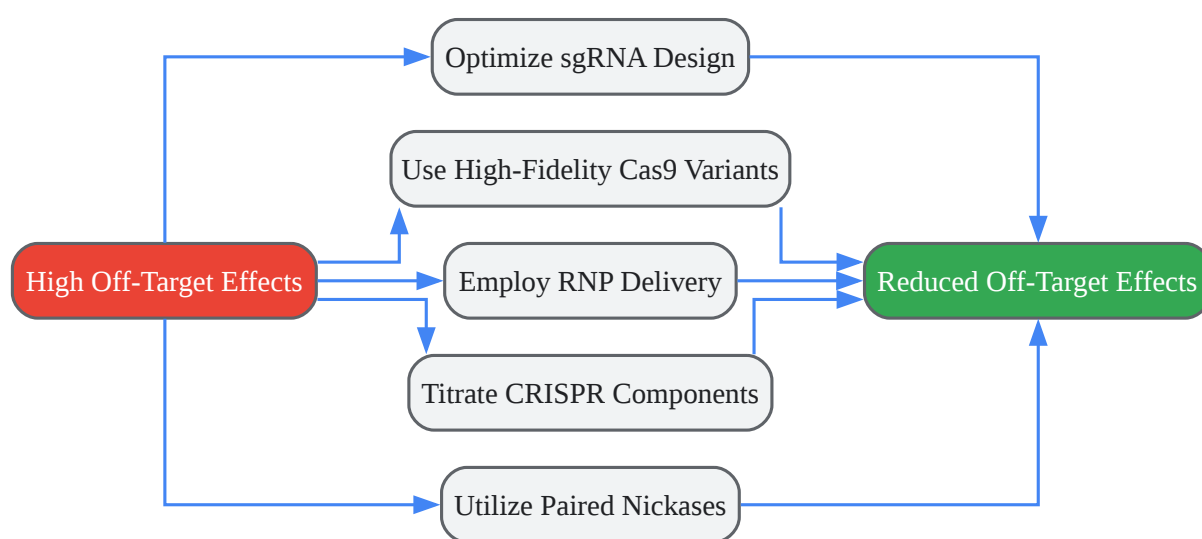 Optimize sgRNA Design
Use High-Fidelity Cas9 Variants
High Off-Target Effects
Employ RNP Delivery
Reduced Off-Target Effects
Titrate CRISPR Components
Utilize Paired Nickases